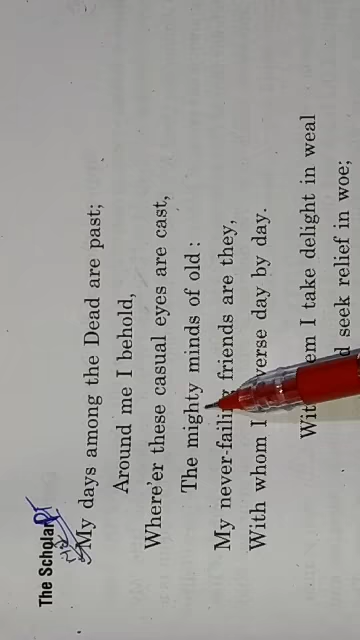 The Scholar
My days among the Dead are past;
Around me I behold,
Where'er these casual eyes are cast,
The mighty minds of old:
My never-failing friends are they,
With whom I verse day by day.
With em I take delight in weal
d seek relief in woe;